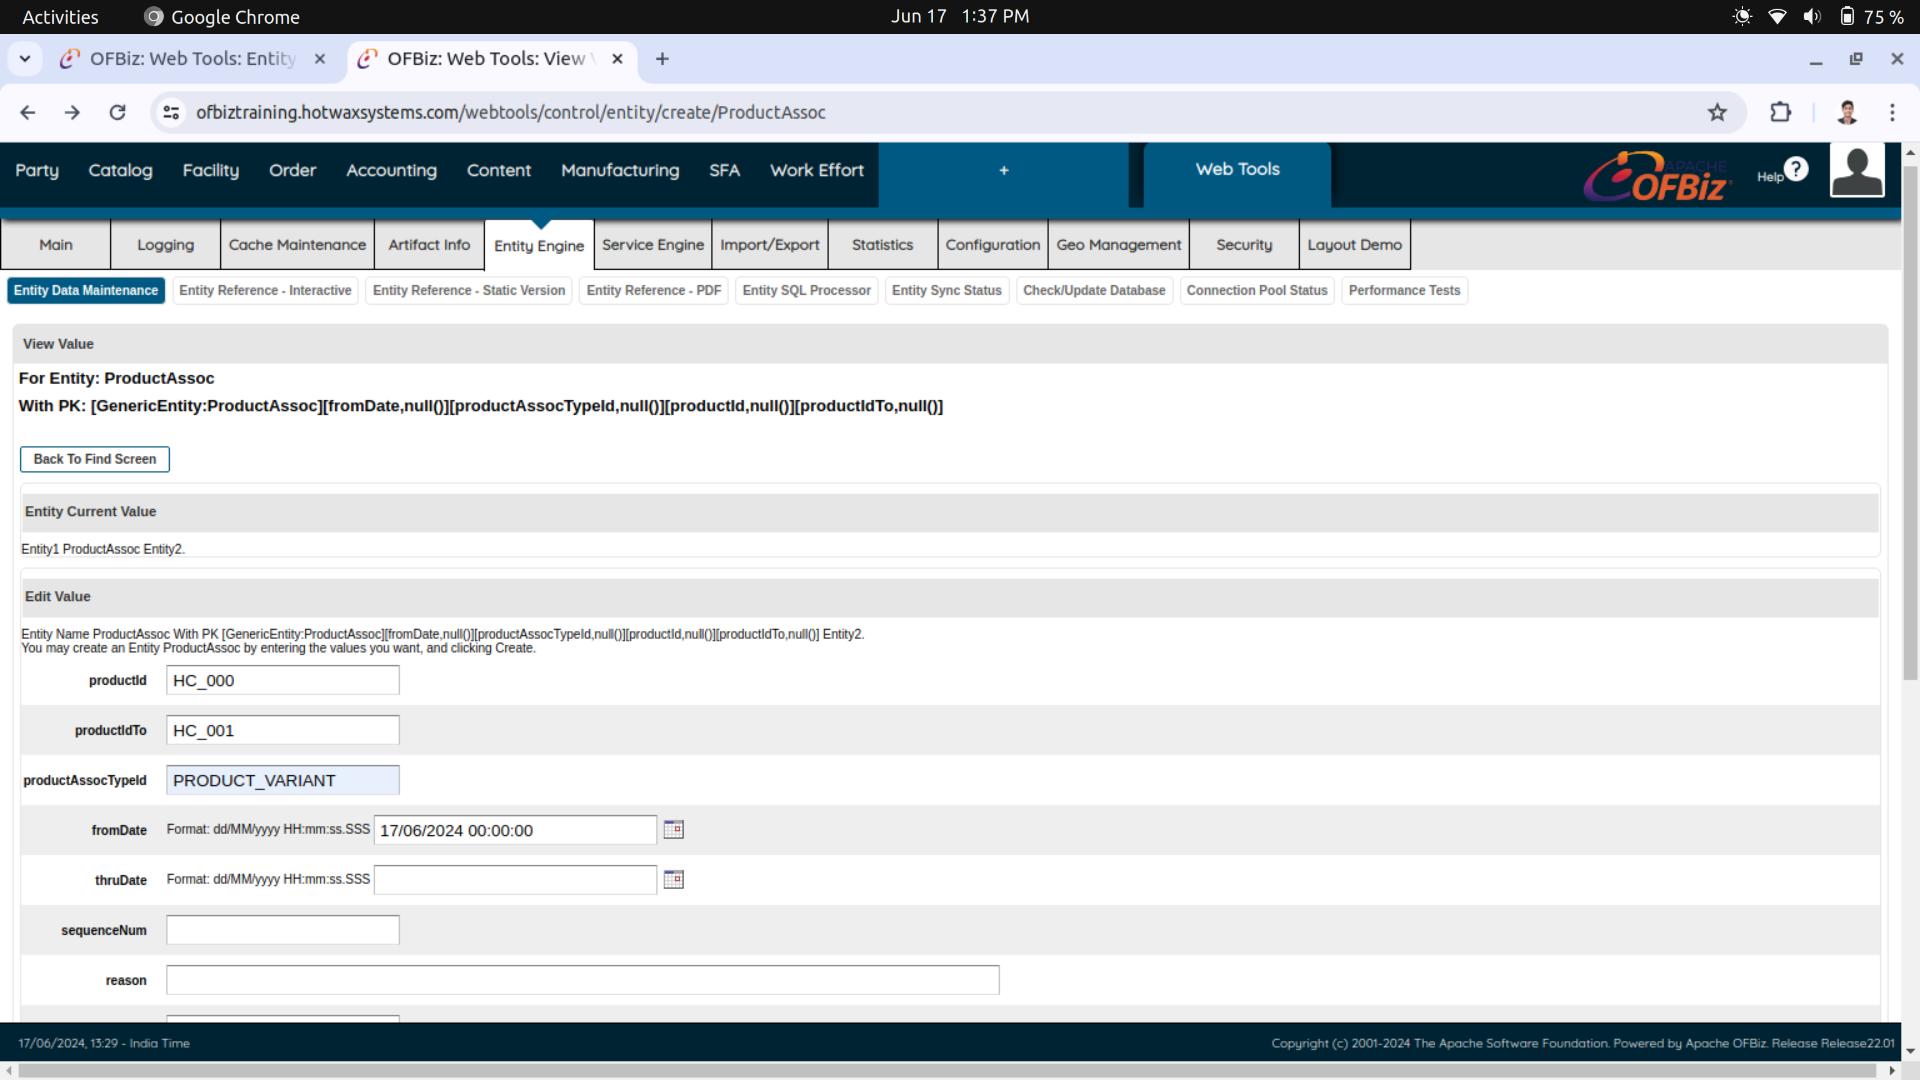 Activities Google Chrome Jun 17 1:37 PM 75 %
OFBiz: Web Tools: Entity OFBiz: Web Tools: View
ofbiztraining.hotwaxsystems.com/webtools/control/entity/create/ProductAssoc
Party Catalog Facility Order Accounting Content Manufacturing SFA Work Effort + Web Tools APACHE OFBiz Help ?
Main Logging Cache Maintenance Artifact Info Entity Engine Service Engine Import/Export Statistics Configuration Geo Management Security Layout Demo
Entity Data Maintenance Entity Reference - Interactive Entity Reference - Static Version Entity Reference - PDF Entity SQL Processor Entity Sync Status Check/Update Database Connection Pool Status Performance Tests
View Value
For Entity: ProductAssoc
With PK: [GenericEntity:ProductAssoc][fromDate,null()][productAssocTypeId,null()][productId,null()][productIdTo,null()]
Back To Find Screen
Entity Current Value
Entity1 ProductAssoc Entity2.
Edit Value
Entity Name ProductAssoc With PK [GenericEntity:ProductAssoc][fromDate,null()][productAssocTypeId,null()][productId,null()][productIdTo,null()] Entity2.
You may create an Entity ProductAssoc by entering the values you want, and clicking Create.
productId HC_000
productIdTo HC_001
productAssocTypeId PRODUCT_VARIANT
fromDate Format: dd/MM/yyyy HH:mm:ss.SSS 17/06/2024 00:00:00
thruDate Format: dd/MM/yyyy HH:mm:ss.SSS
sequenceNum
reason
17/06/2024, 13:29 - India Time Copyright (c) 2001-2024 The Apache Software Foundation. Powered by Apache OFBiz. Release Release22.01